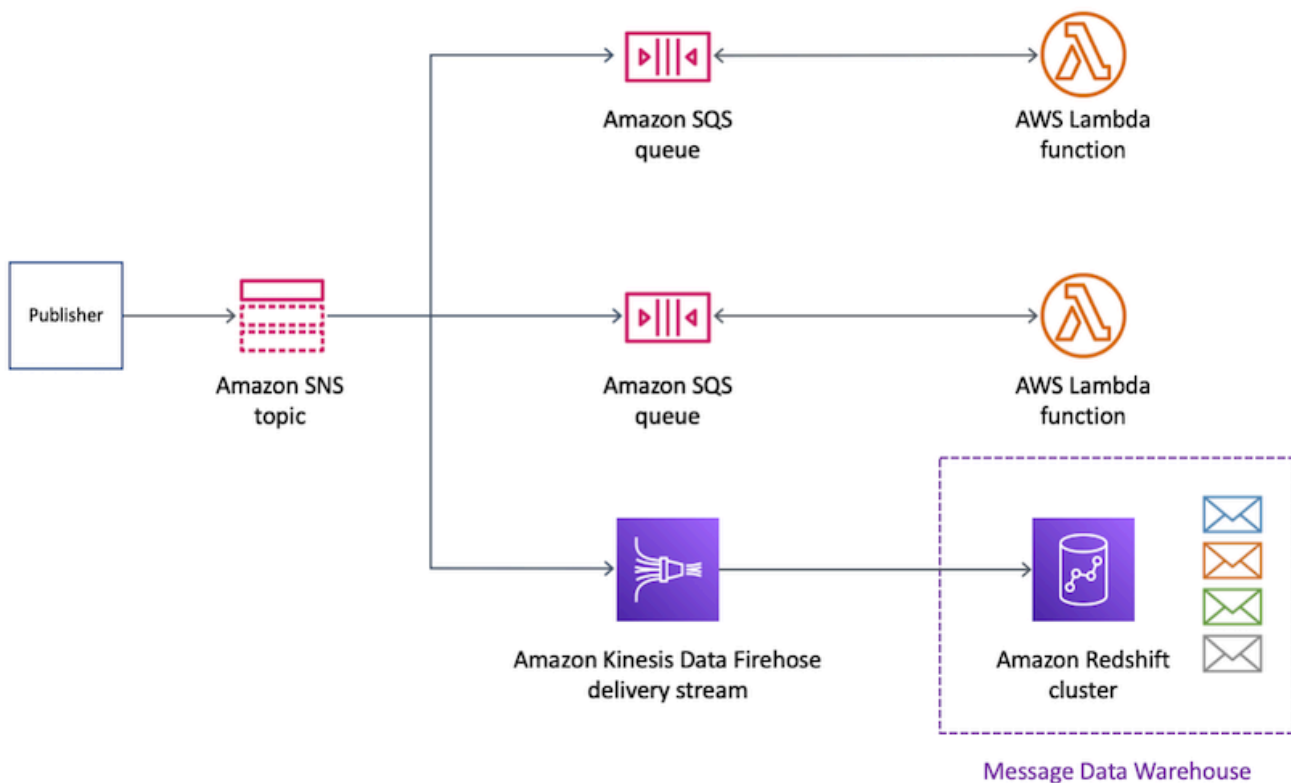 Amazon SQS
queue
AWS Lambda
function
Publisher
Amazon SNS
topic
Amazon SQS
queue
AWS Lambda
function
Amazon Kinesis Data Firehose
delivery stream
Amazon Redshift
cluster
Message Data Warehouse